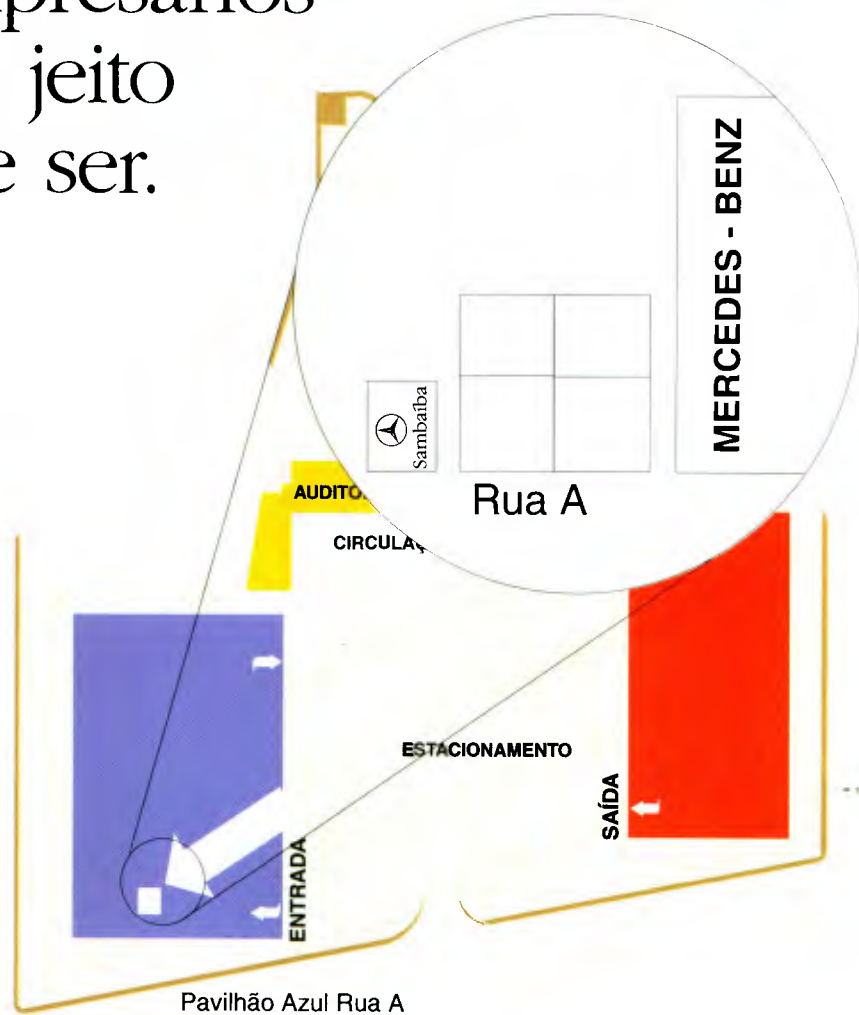 jeito
ser.
MERCEDES - BENZ
Sambaíba
Rua A
ESTACIONAMENTO
SAÍDA
ENTRADA
Pavilhão Azul Rua A